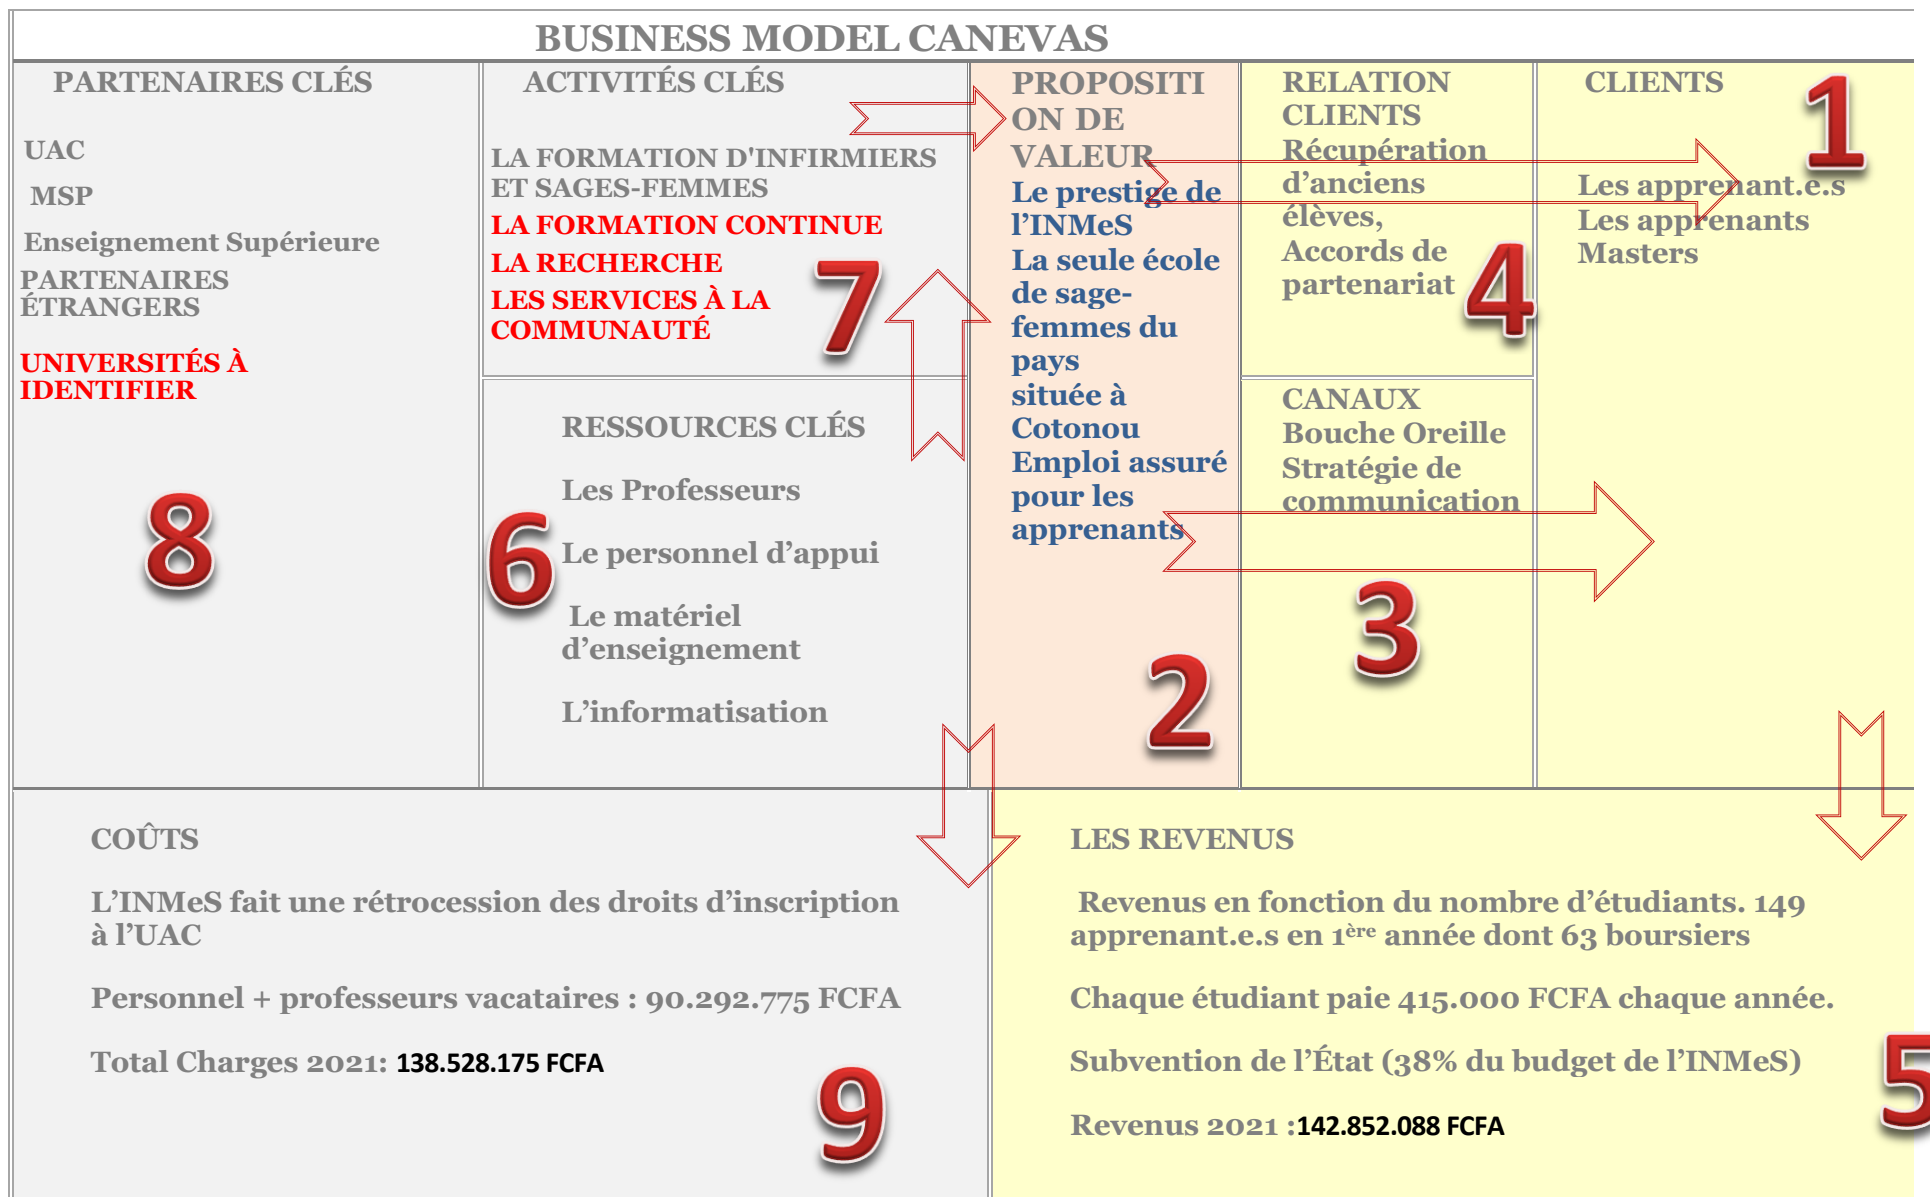 BUSINESS MODEL CANEVAS
PARTENAIRES CLÉS
UAC
MSP
Enseignement Supérieure
PARTENAIRES
ÉTRANGERS
UNIVERSITÉS À
IDENTIFIER
8
ACTIVITÉS CLÉS
LA FORMATION D'INFIRMIERS
ET SAGES-FEMMES
LA FORMATION CONTINUE
LA RECHERCHE
LES SERVICES À LA
COMMUNAUTÉ
7
RESSOURCES CLÉS
Les Professeurs
Le personnel d’appui
Le matériel
d’enseignement
L’informatisation
6
PROPOSITI
ON DE
VALEUR
Le prestige de
l’INMeS
La seule école
de sage-
femmes du
pays
située à
Cotonou
Emploi assuré
pour les
apprenants
2
RELATION
CLIENTS
Récupération
d’anciens
élèves,
Accords de
partenariat
4
CANAUX
Bouche Oreille
Stratégie de
communication
3
CLIENTS
1
Les apprenant.e.s
Les apprenants
Masters
COÛTS
L’INMeS fait une rétrocession des droits d’inscription
à l’UAC
Personnel + professeurs vacataires : 90.292.775 FCFA
Total Charges 2021: 138.528.175 FCFA
9
LES REVENUS
Revenus en fonction du nombre d’étudiants. 149
apprenant.e.s en 1ère année dont 63 boursiers
Chaque étudiant paie 415.000 FCFA chaque année.
Subvention de l’État (38% du budget de l’INMeS)
Revenus 2021 :142.852.088 FCFA
5